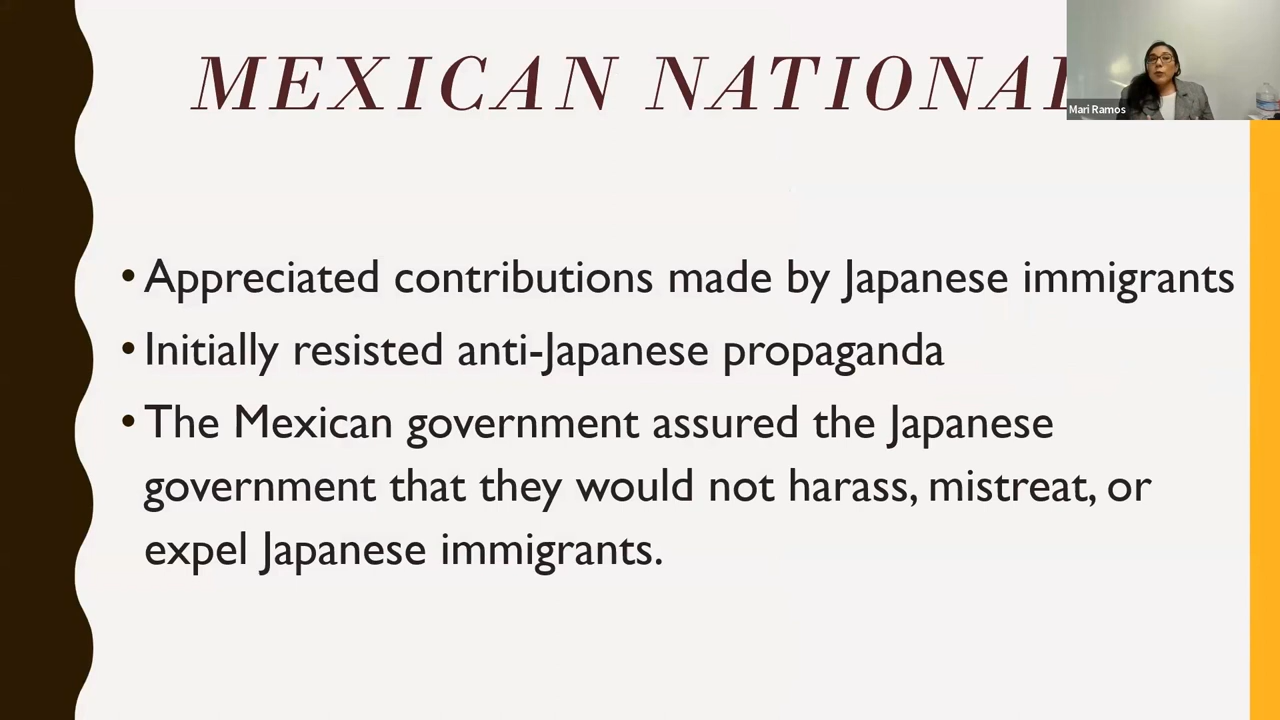 MEXICAN NATIONAL
Mari Ramos
• Appreciated contributions made by Japanese immigrants
• Initially resisted anti-Japanese propaganda
• The Mexican government assured the Japanese
government that they would not harass, mistreat, or
expel Japanese immigrants.